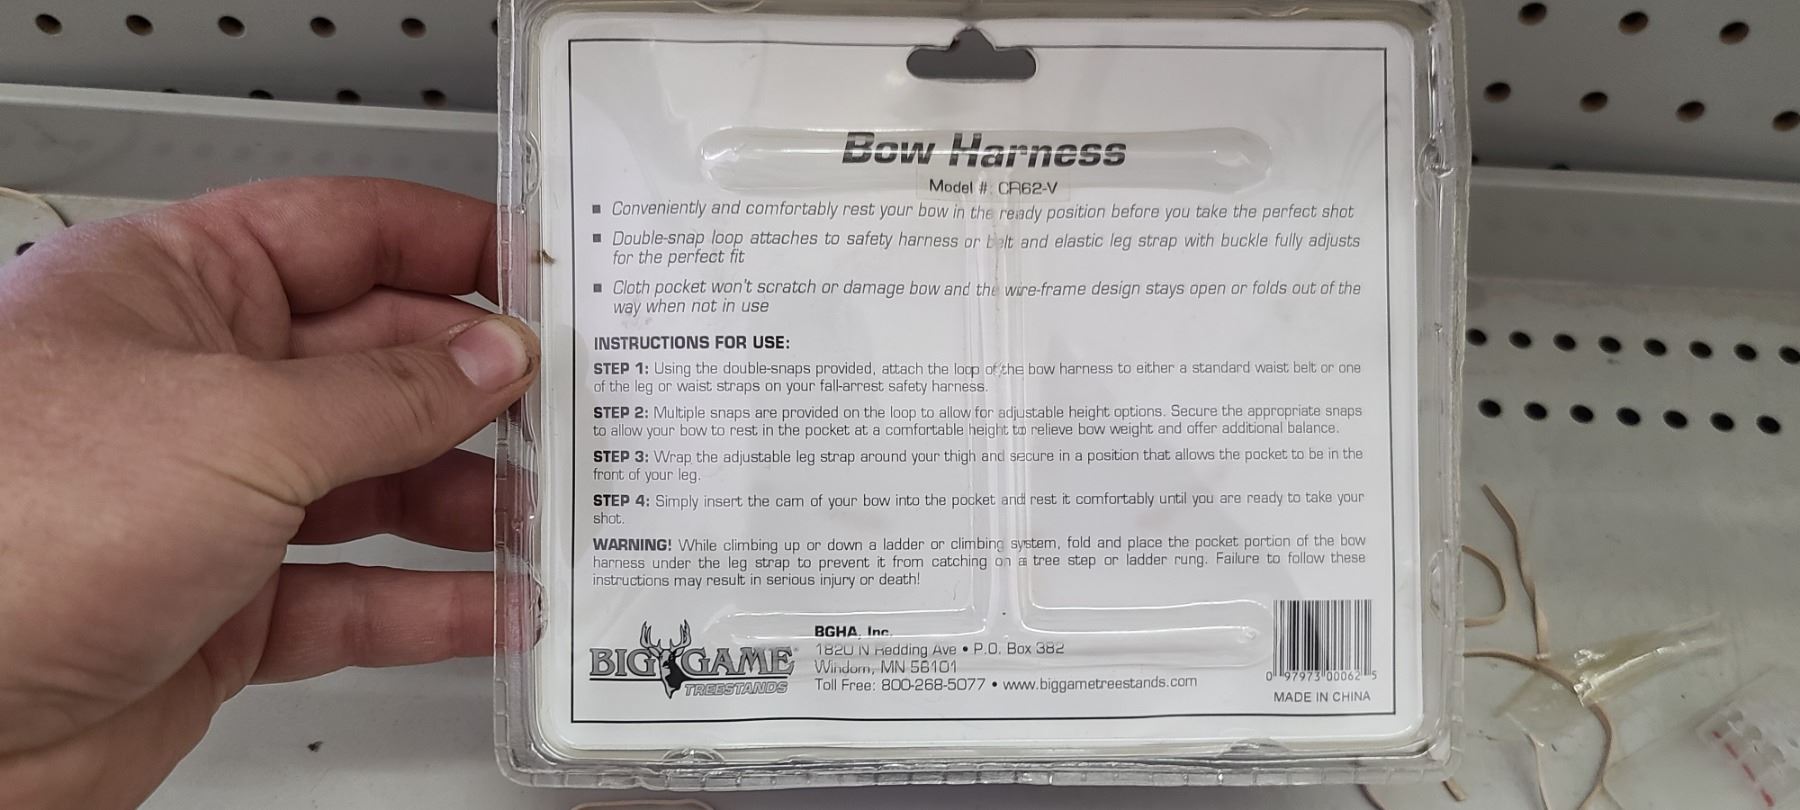 Bow Harness
Model #: CR62-V
▪ Conveniently and comfortably rest your bow in the ready position before you take the perfect shot
▪ Double-snap loop attaches to safety harness or belt and elastic leg strap with buckle fully adjusts
for the perfect fit
▪ Cloth pocket won't scratch or damage bow and the wire-frame design stays open or folds out of the
way when not in use
INSTRUCTIONS FOR USE:
STEP 1: Using the double-snaps provided, attach the loop of the bow harness to either a standard waist belt or one
of the leg or waist straps on your fall-arrest safety harness.
STEP 2: Multiple snaps are provided on the loop to allow for adjustable height options. Secure the appropriate snaps
to allow your bow to rest in the pocket at a comfortable height to relieve bow weight and offer additional balance.
STEP 3: Wrap the adjustable leg strap around your thigh and secure in a position that allows the pocket to be in the
front of your leg.
STEP 4: Simply insert the cam of your bow into the pocket and rest it comfortably until you are ready to take your
shot.
WARNING! While climbing up or down a ladder or climbing system, fold and place the pocket portion of the bow
harness under the leg strap to prevent it from catching on a tree step or ladder rung. Failure to follow these
instructions may result in serious injury or death!
BIG GAME
TREESTANDS
BGHA, Inc.
1820 N Redding Ave • P.O. Box 382
Windom, MN 56101
Toll Free: 800-268-5077 • www.biggametreestands.com
0 97973 00062 5
MADE IN CHINA